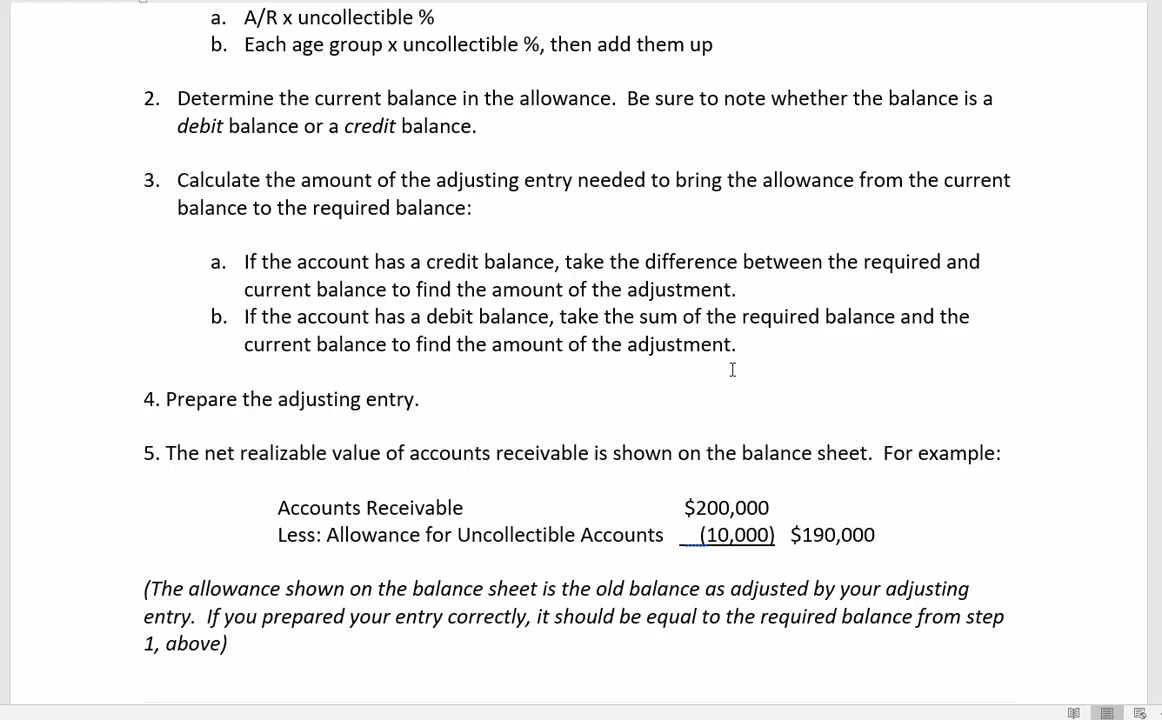 a. A/R x uncollectible %
b. Each age group x uncollectible %, then add them up
2. Determine the current balance in the allowance. Be sure to note whether the balance is a
debit balance or a credit balance.
3. Calculate the amount of the adjusting entry needed to bring the allowance from the current
balance to the required balance:
a. If the account has a credit balance, take the difference between the required and
current balance to find the amount of the adjustment.
b. If the account has a debit balance, take the sum of the required balance and the
current balance to find the amount of the adjustment.
4. Prepare the adjusting entry.
5. The net realizable value of accounts receivable is shown on the balance sheet. For example:
Accounts Receivable $200,000
Less: Allowance for Uncollectible Accounts (10,000) $190,000
(The allowance shown on the balance sheet is the old balance as adjusted by your adjusting
entry. If you prepared your entry correctly, it should be equal to the required balance from step
1, above)